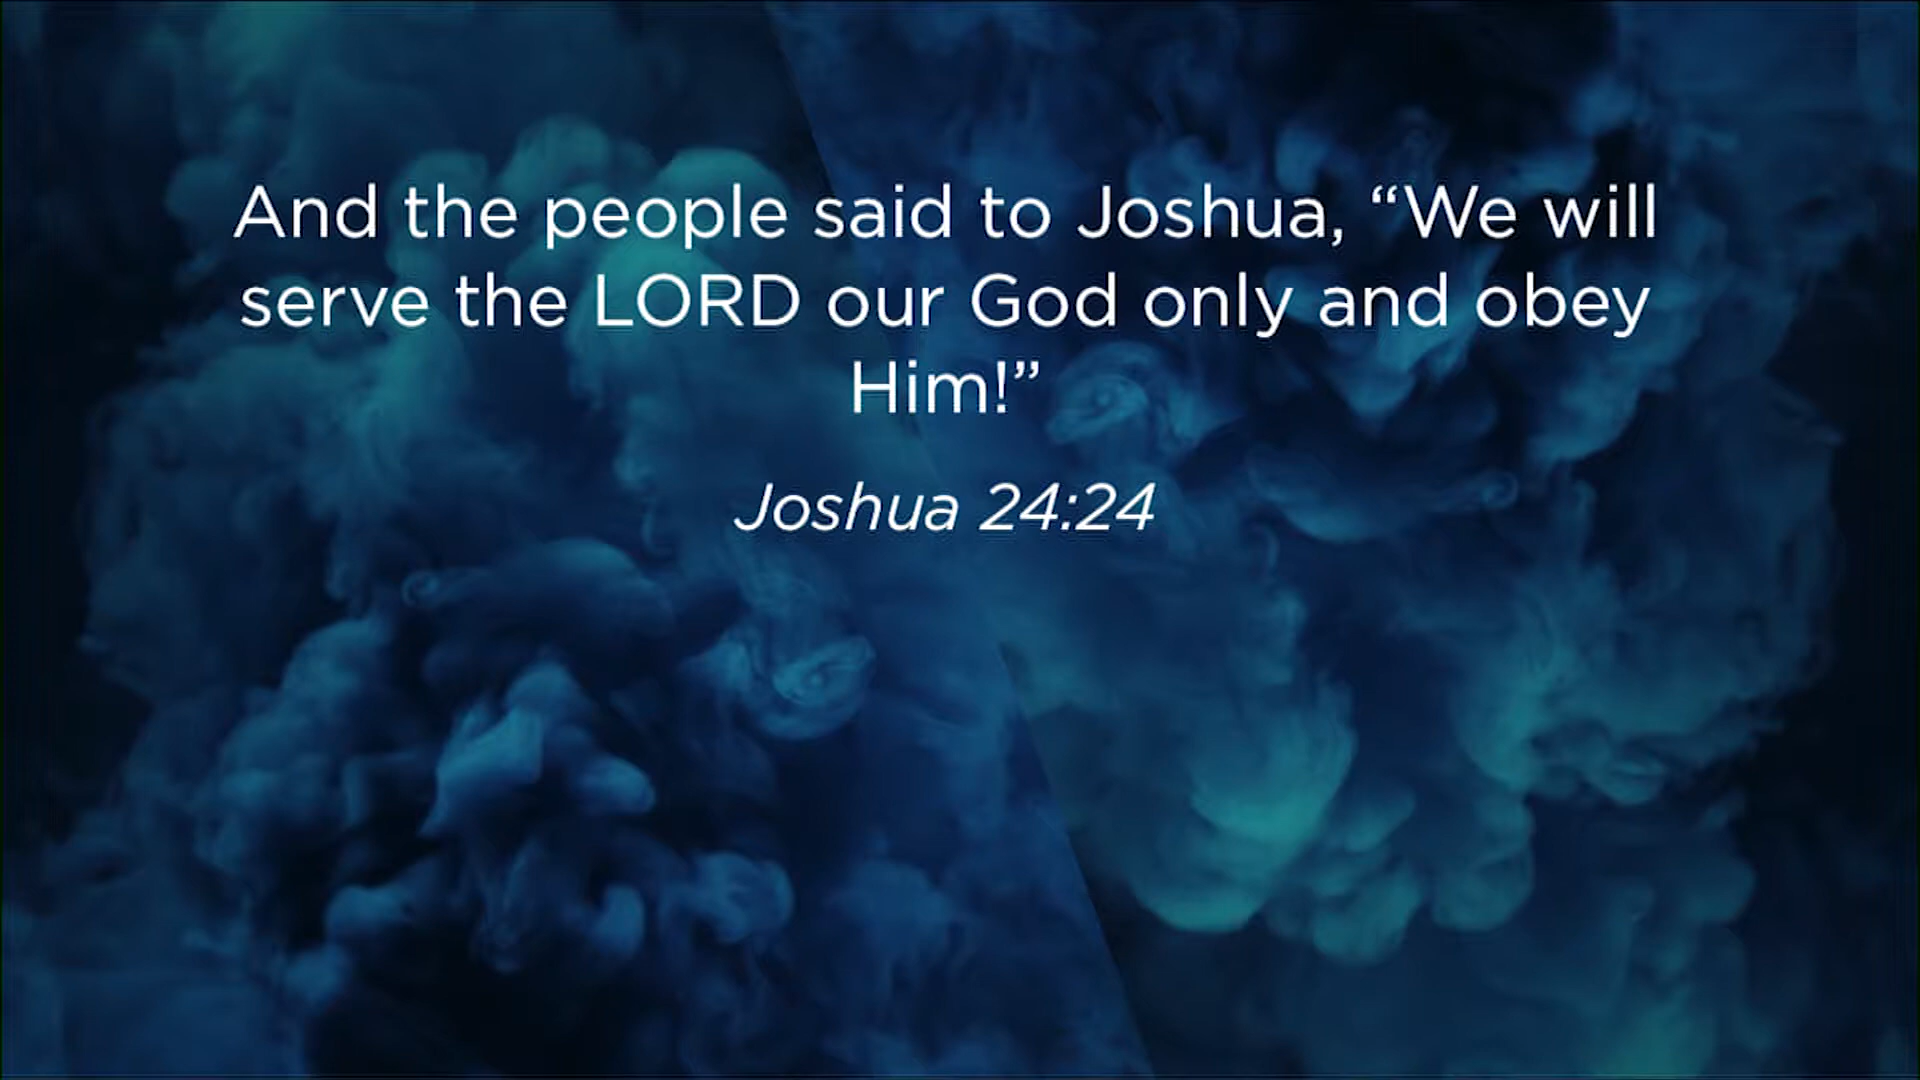 And the people said to Joshua, “We will
serve the LORD our God only and obey
Him!”
Joshua 24:24